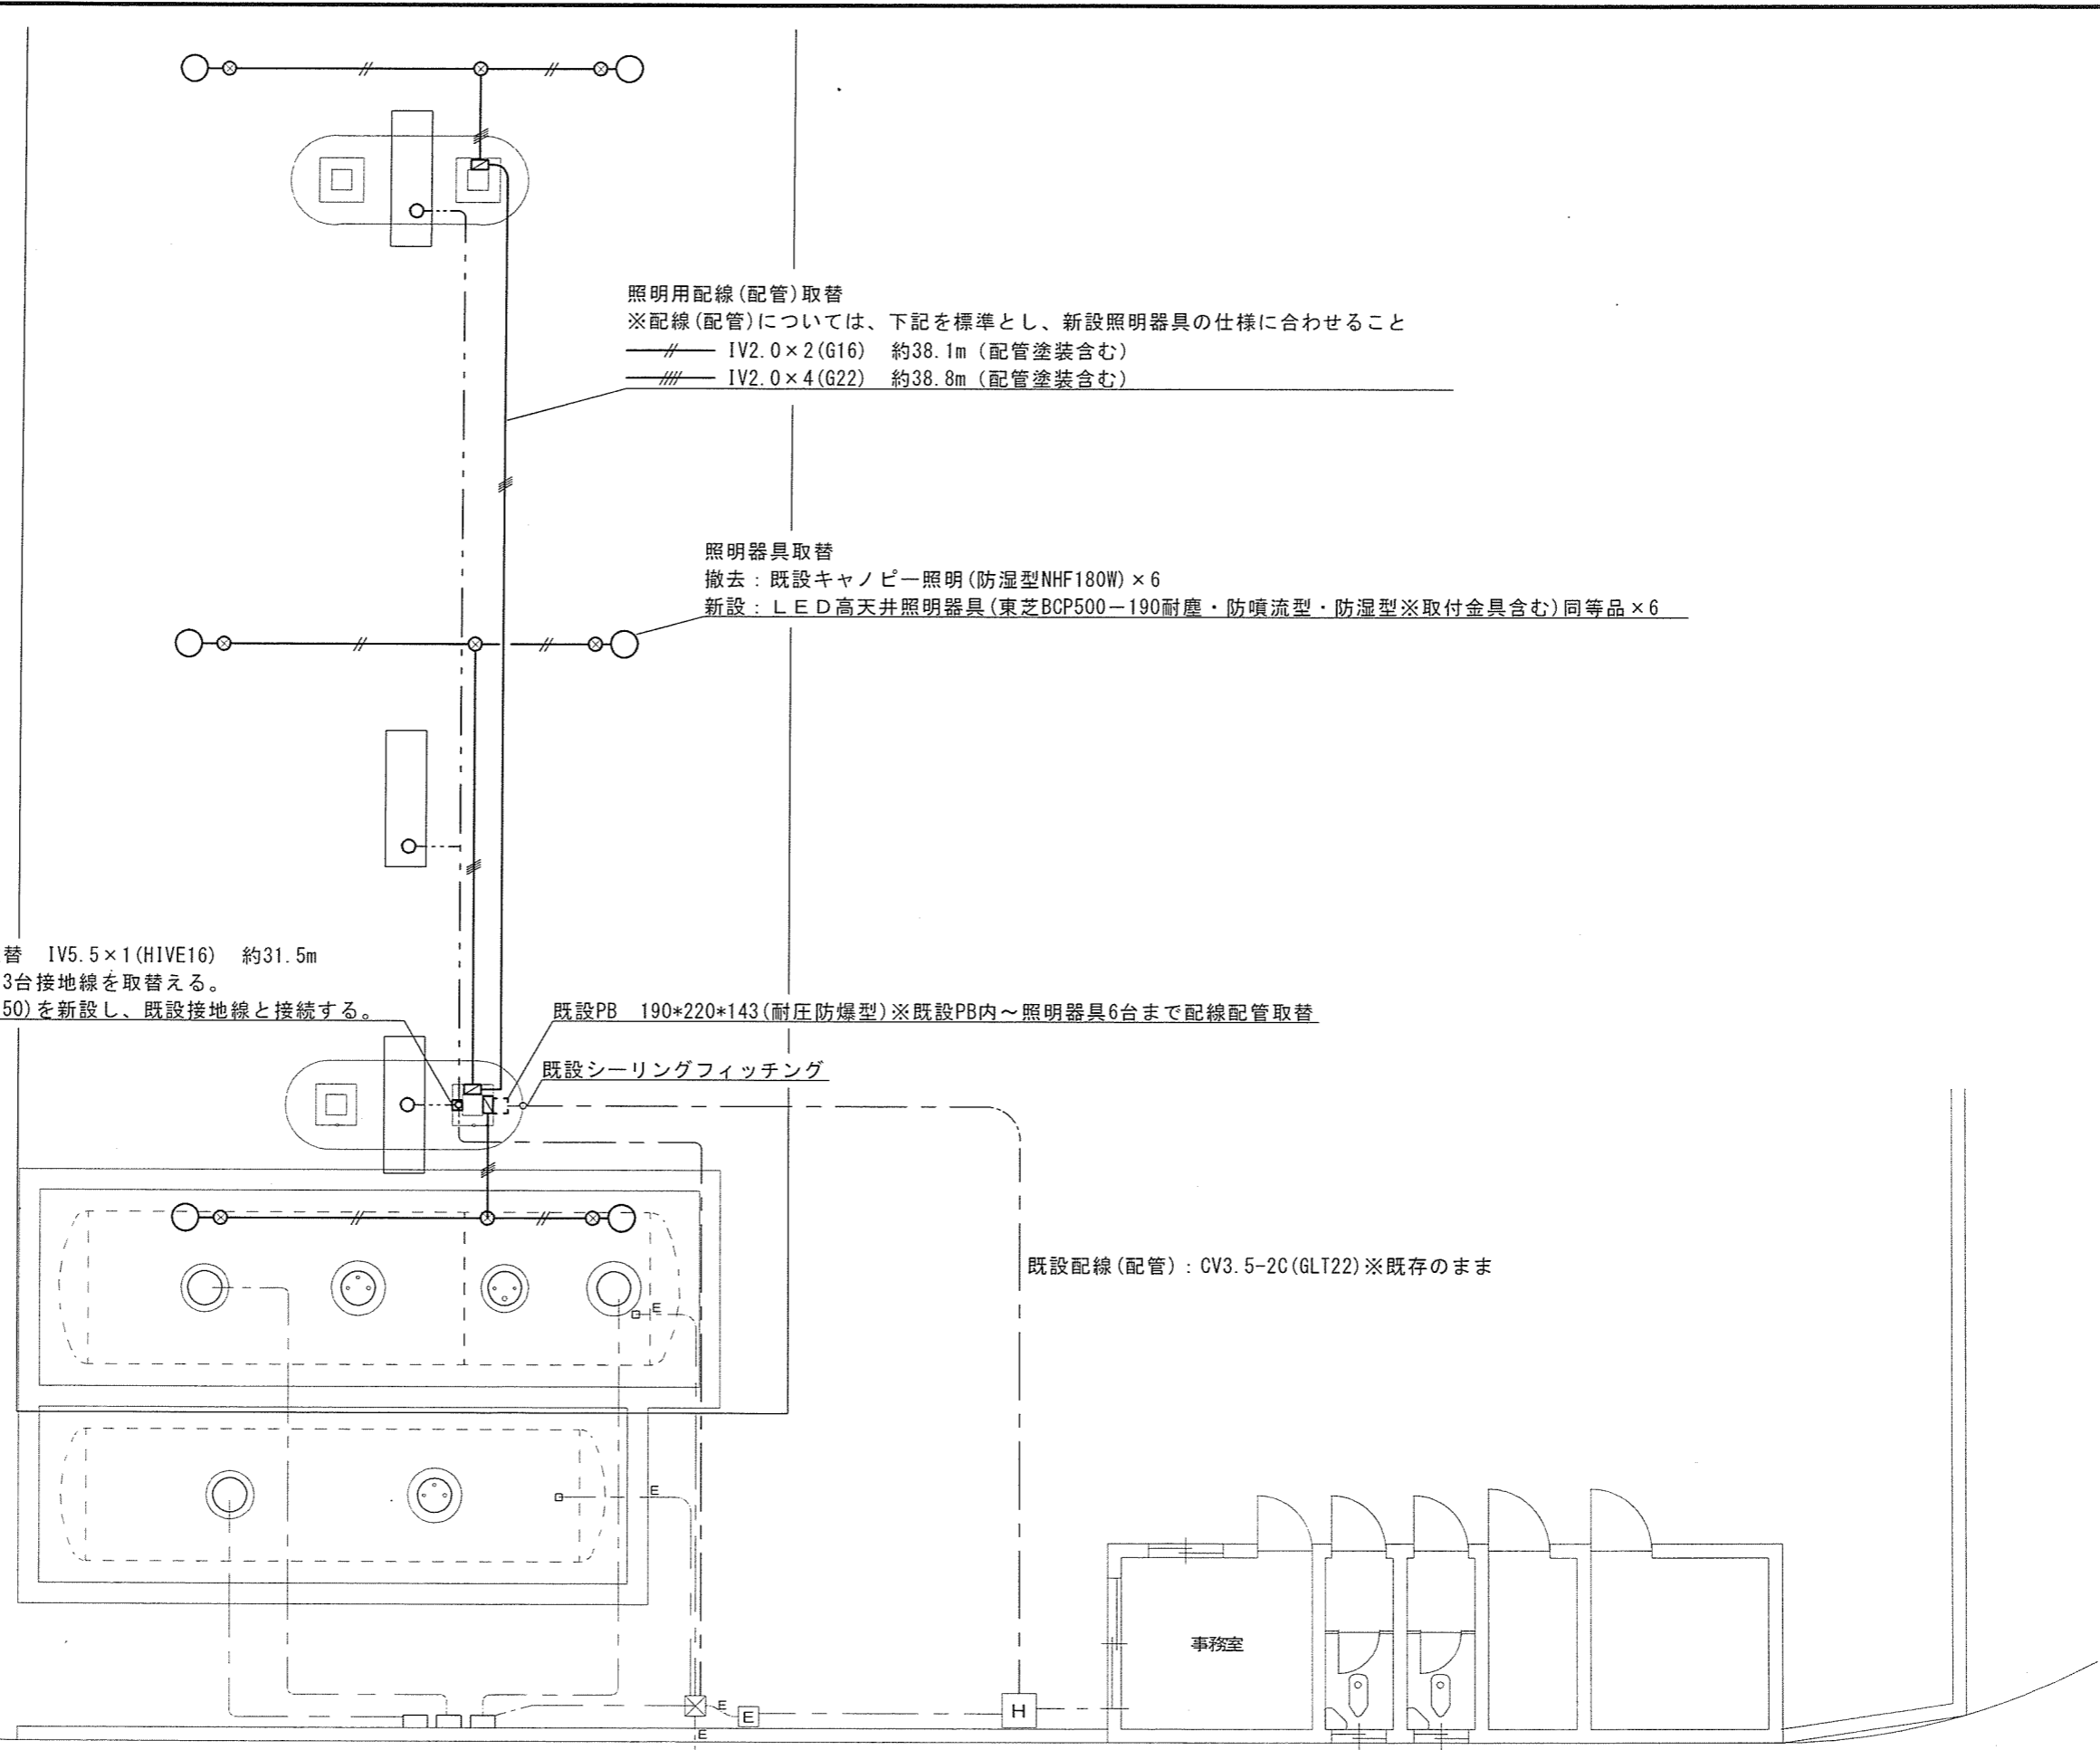 照明用配線(配管)取替
※配線(配管)については、下記を標準とし、新設照明器具の仕様に合わせること
IV2.0×2(G16) 約38.1m (配管塗装含む)
IV2.0×4(G22) 約38.8m (配管塗装含む)
照明器具取替
撤去:既設キャノピー照明(防湿型NHF180W)×6
新設:LED高天井照明器具(東芝BCP500-190耐塵・防噴流型・防湿型※取付金具含む)同等品×6
替 IV5.5×1(HIVE16) 約31.5m
3台接地線を取替える。
50)を新設し、既設接地線と接続する。
既設PB 190*220*143(耐圧防爆型)※既設PB内~照明器具6台まで配線配管取替
既設シーリングフィッチング
既設配線(配管):CV3.5-2C(GLT22)※既存のまま
E
E
事務室
E
E
H
E